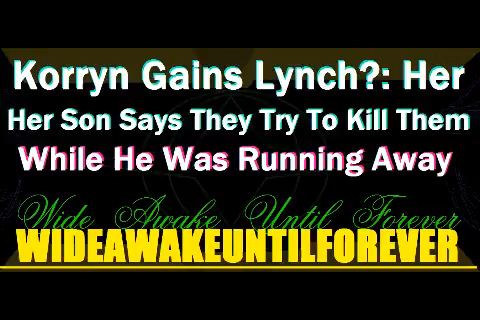 Korryn Gains Lynch?: Her
Her Son Says They Try To Kill Them
While He Was Running Away
Wide Awake Until Forever
WIDEAWAKEUNTILFOREVER